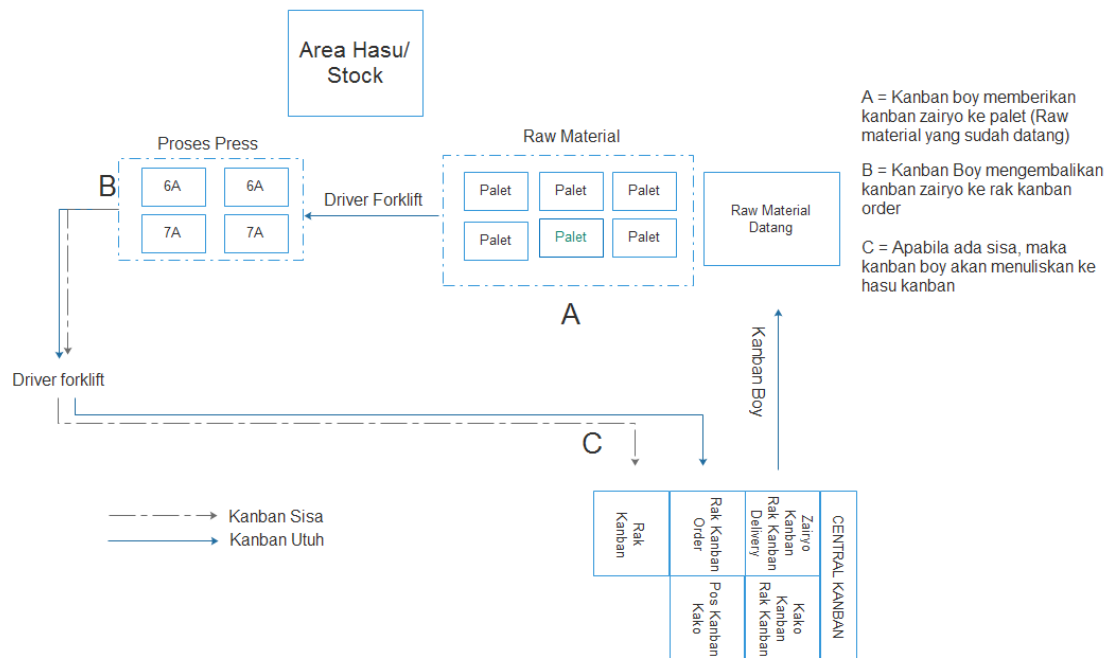 Area Hasu/
Stock
Proses Press
Raw Material
A = Kanban boy memberikan
kanban zairyo ke palet (Raw
material yang sudah datang)
B
6A
6A
7A
7A
Driver Forklift
Palet
Palet
Palet
Palet
Palet
Palet
Raw Material
Datang
B = Kanban Boy mengembalikan
kanban zairyo ke rak kanban
order
C = Apabila ada sisa, maka
kanban boy akan menuliskan ke
hasu kanban
A
Kanban Boy
Driver forklift
C
Kanban Sisa
Kanban Utuh
Rak
Kanban
Rak Kanban
Order
Zairyo
Kanban
Rak Kanban
Delivery
CENTRAL KANBAN
Pos Kanban
Kako
Kako
Kanban
Rak Kanban